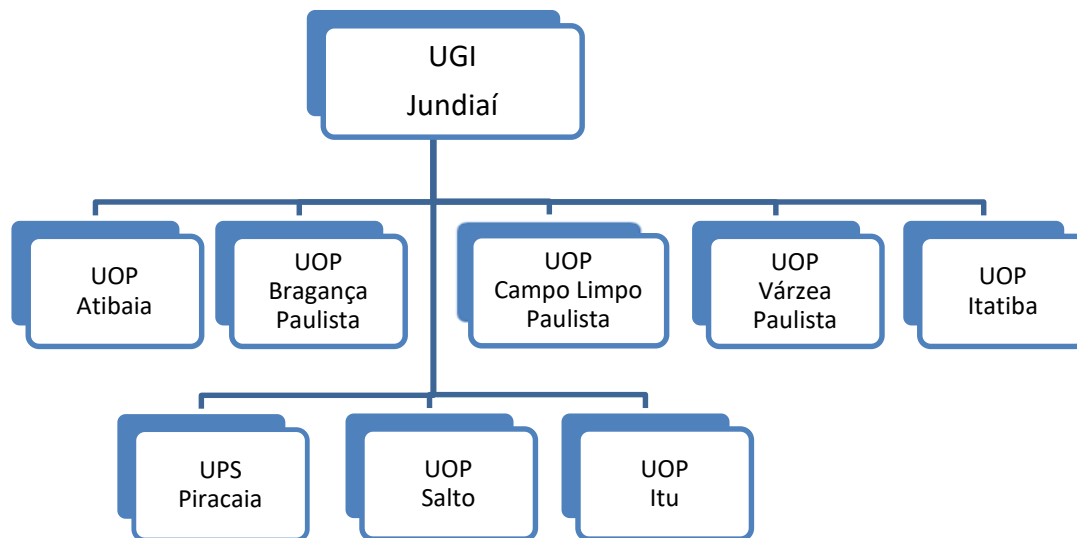 UGI
Jundiaí
UOP
Atibaia
UOP
Bragança
Paulista
UOP
Campo Limpo
Paulista
UOP
Várzea
Paulista
UOP
Itatiba
UPS
Piracaia
UOP
Salto
UOP
Itu